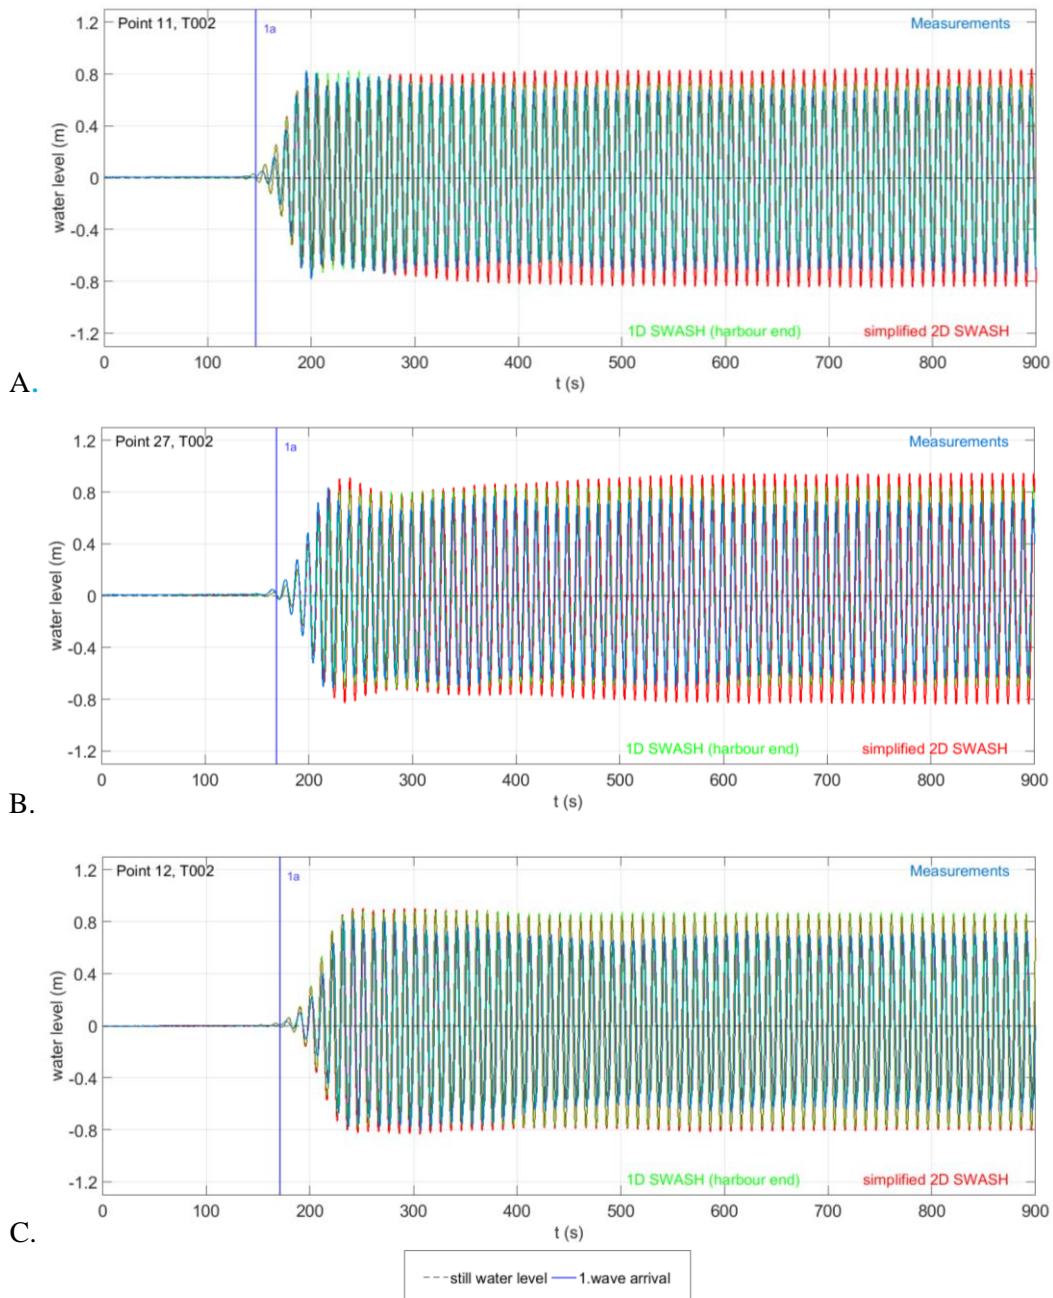 Point 11, T002
Measurements
1a
1.2
0.8
0.4
0
-0.4
-0.8
-1.2
water level (m)
1D SWASH (harbour end)
simplified 2D SWASH
0 100 200 300 400 500 600 700 800 900
t (s)
A.
Point 27, T002
Measurements
1a
1.2
0.8
0.4
0
-0.4
-0.8
-1.2
water level (m)
1D SWASH (harbour end)
simplified 2D SWASH
0 100 200 300 400 500 600 700 800 900
t (s)
B.
Point 12, T002
Measurements
1a
1.2
0.8
0.4
0
-0.4
-0.8
-1.2
water level (m)
1D SWASH (harbour end)
simplified 2D SWASH
0 100 200 300 400 500 600 700 800 900
t (s)
C.
still water level 1.wave arrival